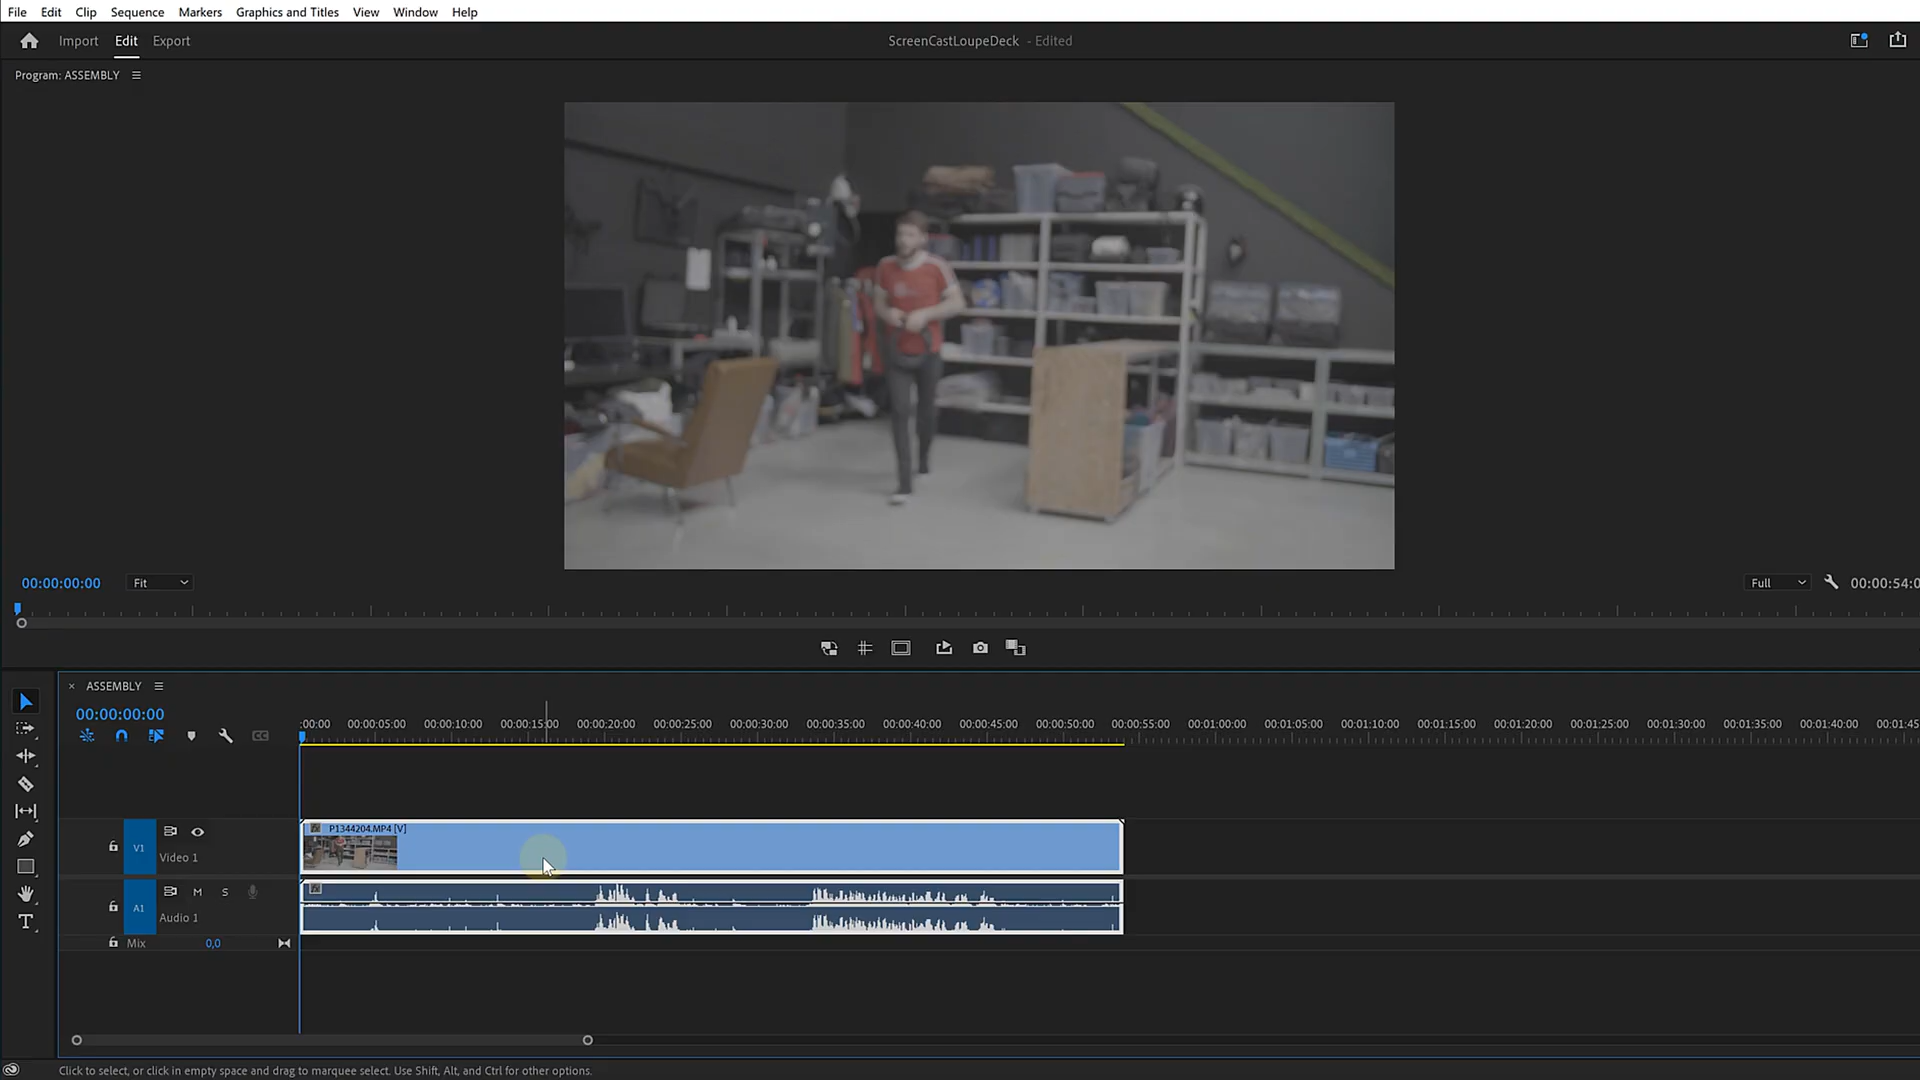 File Edit Clip Sequence Markers Graphics and Titles View Window Help
Import Edit Export ScreenCastLoupeDeck - Edited
Program: ASSEMBLY
00:00:00:00 Fit Full 00:00:54:0
× ASSEMBLY
00:00:00:00
:00:00 00:00:05:00 00:00:10:00 00:00:15:00 00:00:20:00 00:00:25:00 00:00:30:00 00:00:35:00 00:00:40:00 00:00:45:00 00:00:50:00 00:00:55:00 00:01:00:00 00:01:05:00 00:01:10:00 00:01:15:00 00:01:20:00 00:01:25:00 00:01:30:00 00:01:35:00 00:01:40:00 00:01:45
CC
fx P1344204.MP4 [V]
V1
Video 1
fx
M S
A1
Audio 1
Mix 0,0
T
Click to select, or click in empty space and drag to marquee select. Use Shift, Alt, and Ctrl for other options.